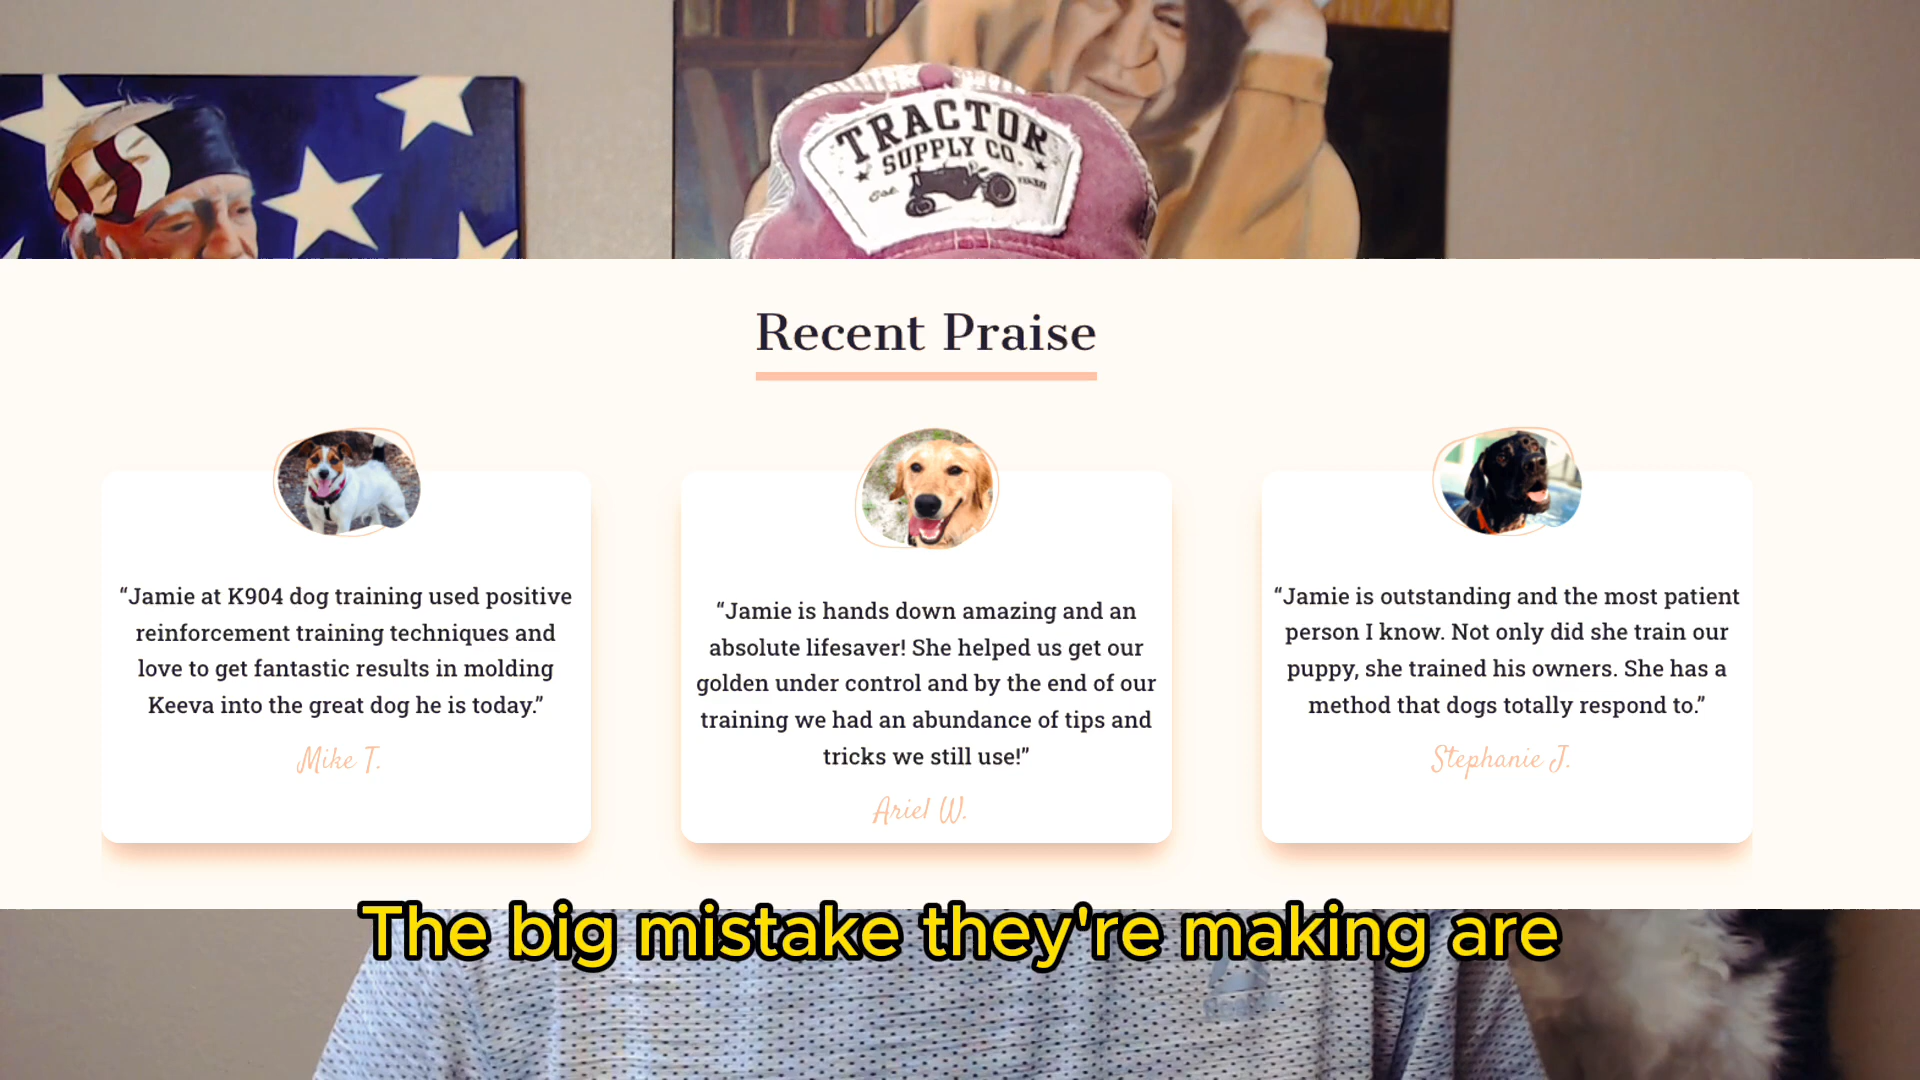 TRACTOR
SUPPLY CO.
Est.
Recent Praise
“Jamie at K904 dog training used positive
reinforcement training techniques and
love to get fantastic results in molding
Keeva into the great dog he is today.”
Mike T.
“Jamie is hands down amazing and an
absolute lifesaver! She helped us get our
golden under control and by the end of our
training we had an abundance of tips and
tricks we still use!”
Ariel W.
“Jamie is outstanding and the most patient
person I know. Not only did she train our
puppy, she trained his owners. She has a
method that dogs totally respond to.”
Stephanie J.
The big mistake they're making are